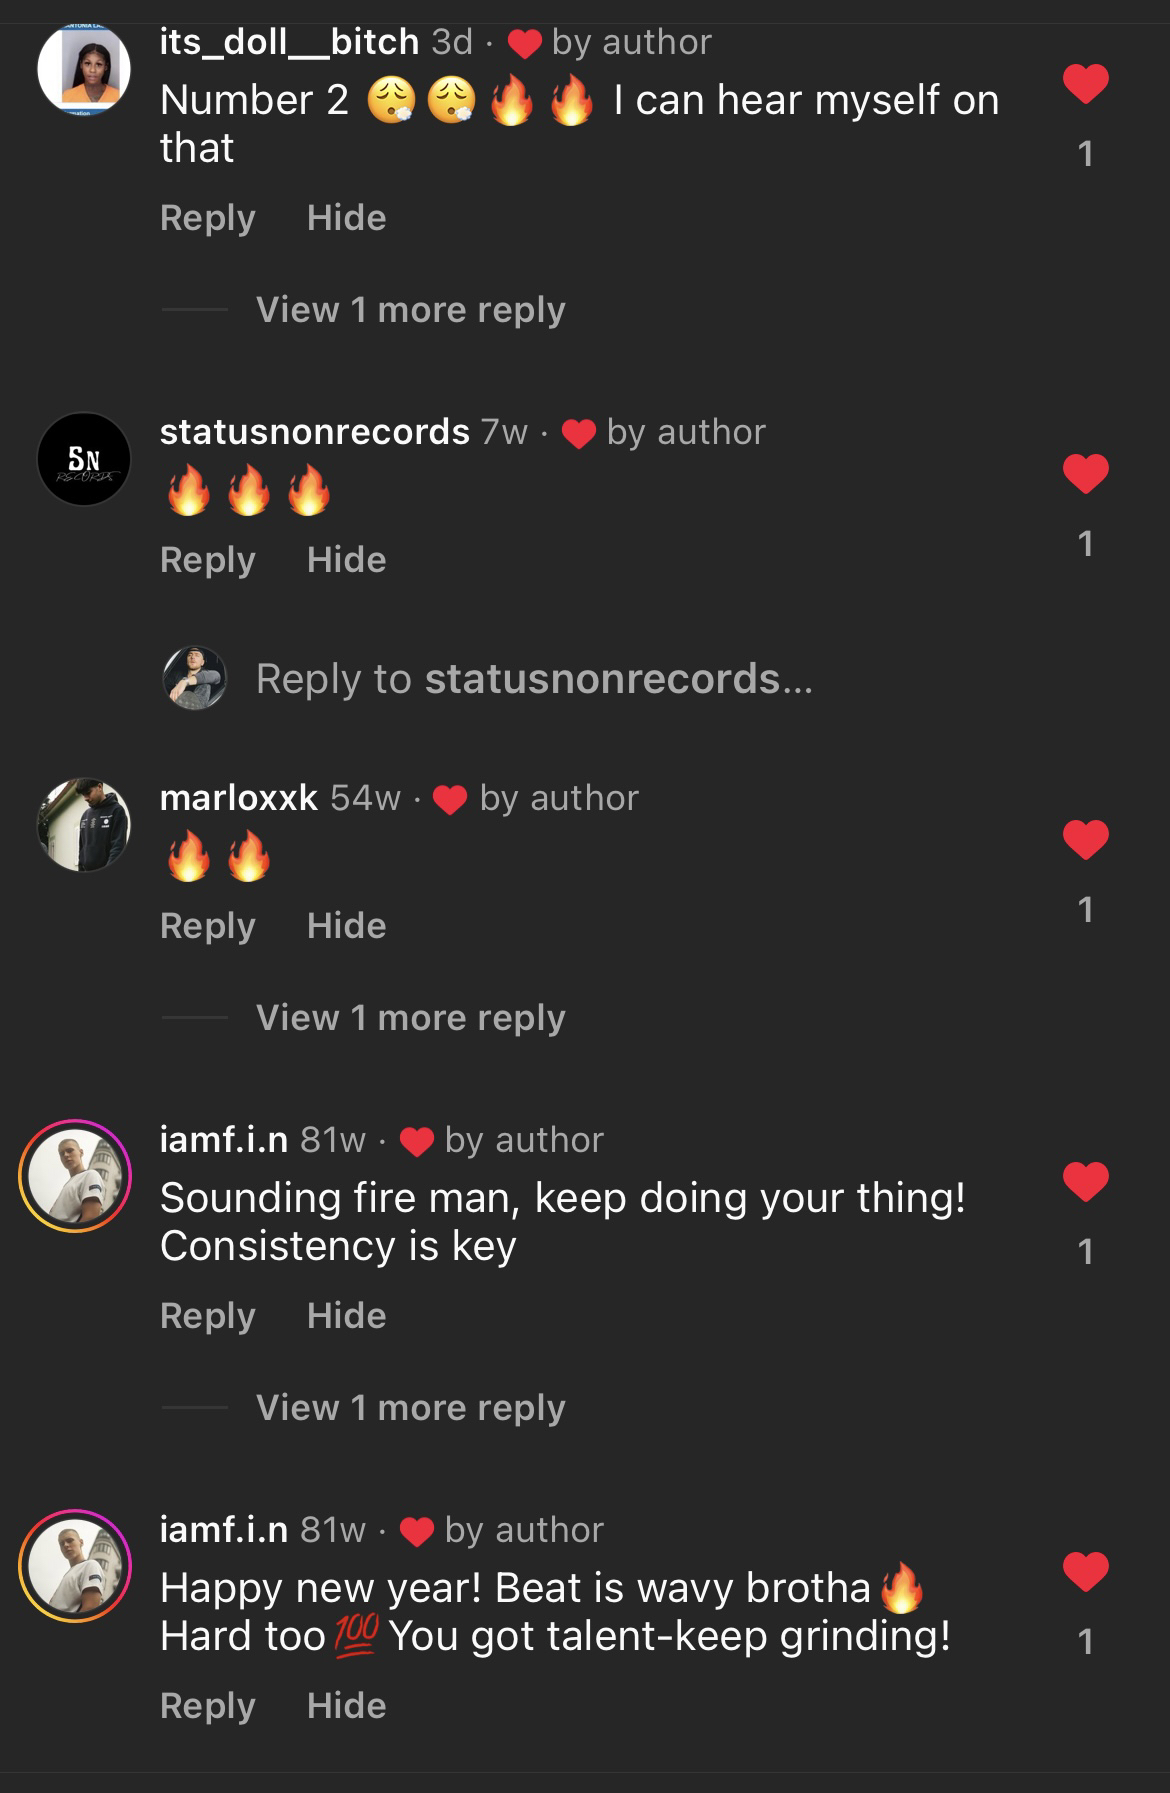 its_doll__bitch 3d · ❤️ by author
Number 2 😮‍💨😮‍💨🔥🔥 I can hear myself on
that
1
Reply Hide
View 1 more reply
SN
RECORDS
statusnonrecords 7w · ❤️ by author
🔥🔥🔥
1
Reply Hide
Reply to statusnonrecords...
marloxxk 54w · ❤️ by author
🔥🔥
1
Reply Hide
View 1 more reply
iamf.i.n 81w · ❤️ by author
Sounding fire man, keep doing your thing!
Consistency is key
1
Reply Hide
View 1 more reply
iamf.i.n 81w · ❤️ by author
Happy new year! Beat is wavy brotha🔥
Hard too💯You got talent-keep grinding!
1
Reply Hide